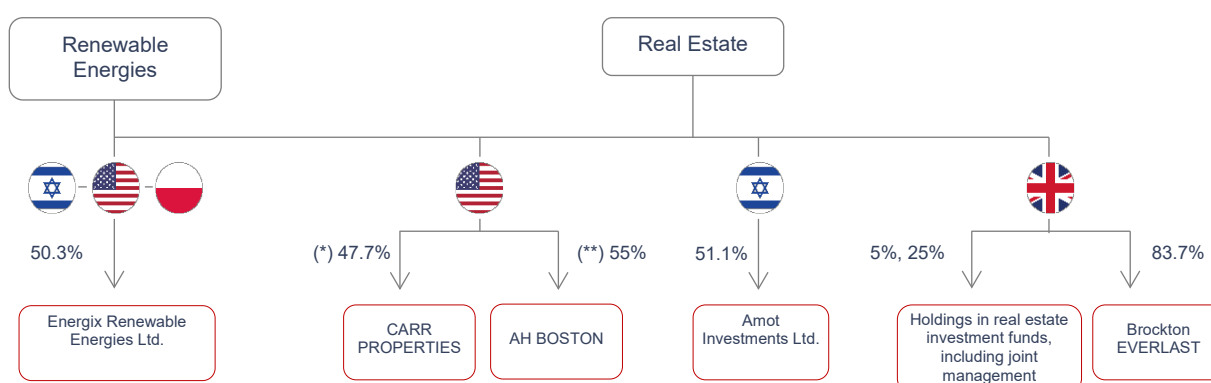 Renewable
Energies
Real Estate
50.3%
(*) 47.7%
(**) 55%
51.1%
5%, 25%
83.7%
Energix Renewable
Energies Ltd.
CARR
PROPERTIES
AH BOSTON
Amot
Investments Ltd.
Holdings in real estate
investment funds,
including joint
management
Brockton
EVERLAST